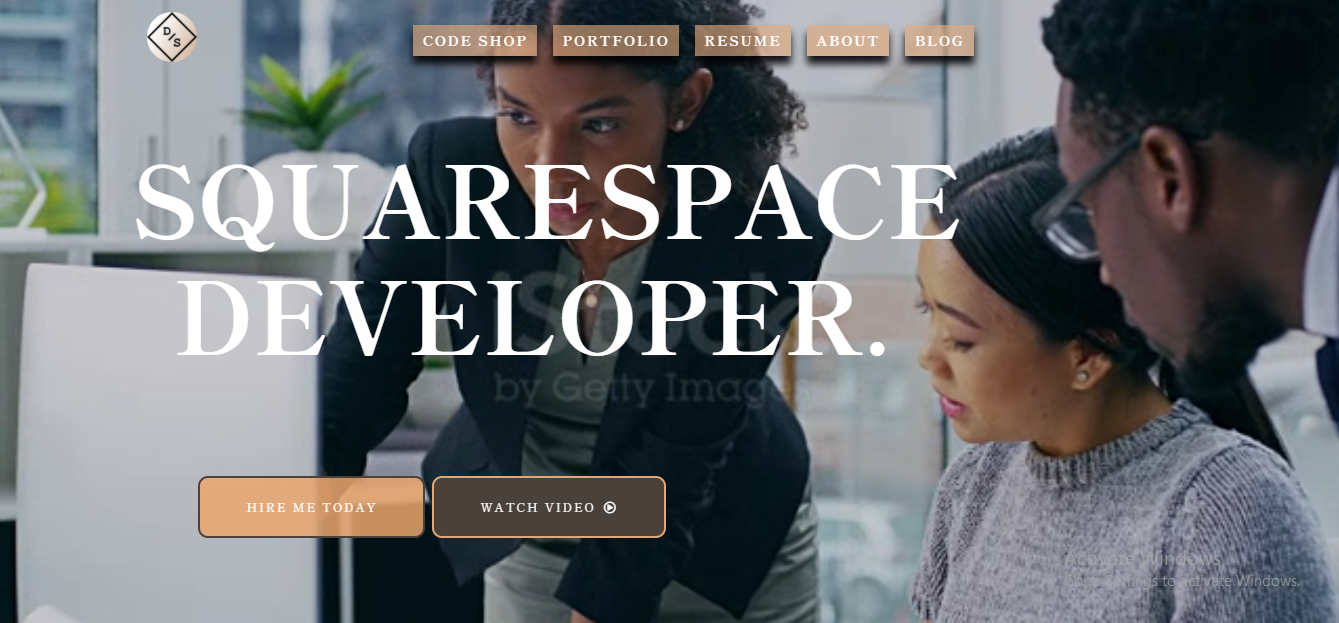 D/S
CODE SHOP PORTFOLIO RESUME ABOUT BLOG
SQUARESPACE
DEVELOPER.
iStock
by Getty Images
HIRE ME TODAY WATCH VIDEO
Activate Windows
Go to Settings to activate Windows.